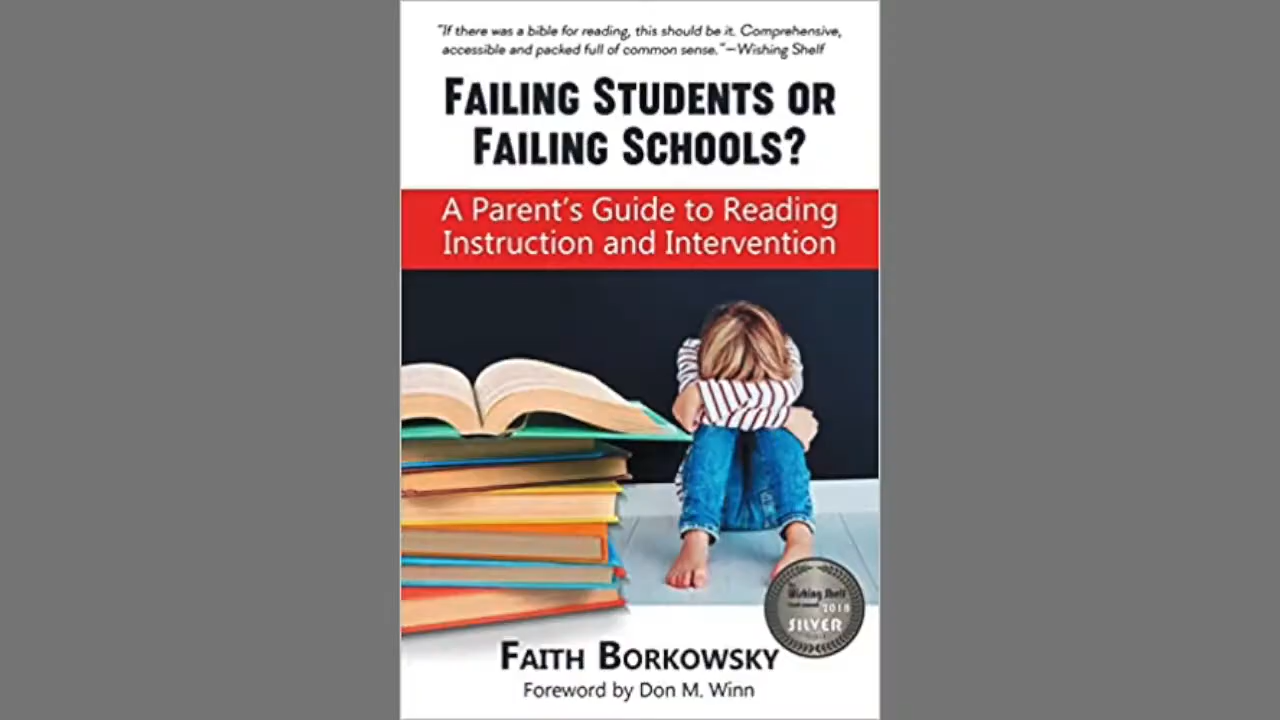 "If there was a bible for reading, this should be it. Comprehensive,
accessible and packed full of common sense."—Wishing Shelf
FAILING STUDENTS OR
FAILING SCHOOLS?
A Parent's Guide to Reading
Instruction and Intervention
Wishing Shelf
2018
SILVER
FAITH BORKOWSKY
Foreword by Don M. Winn